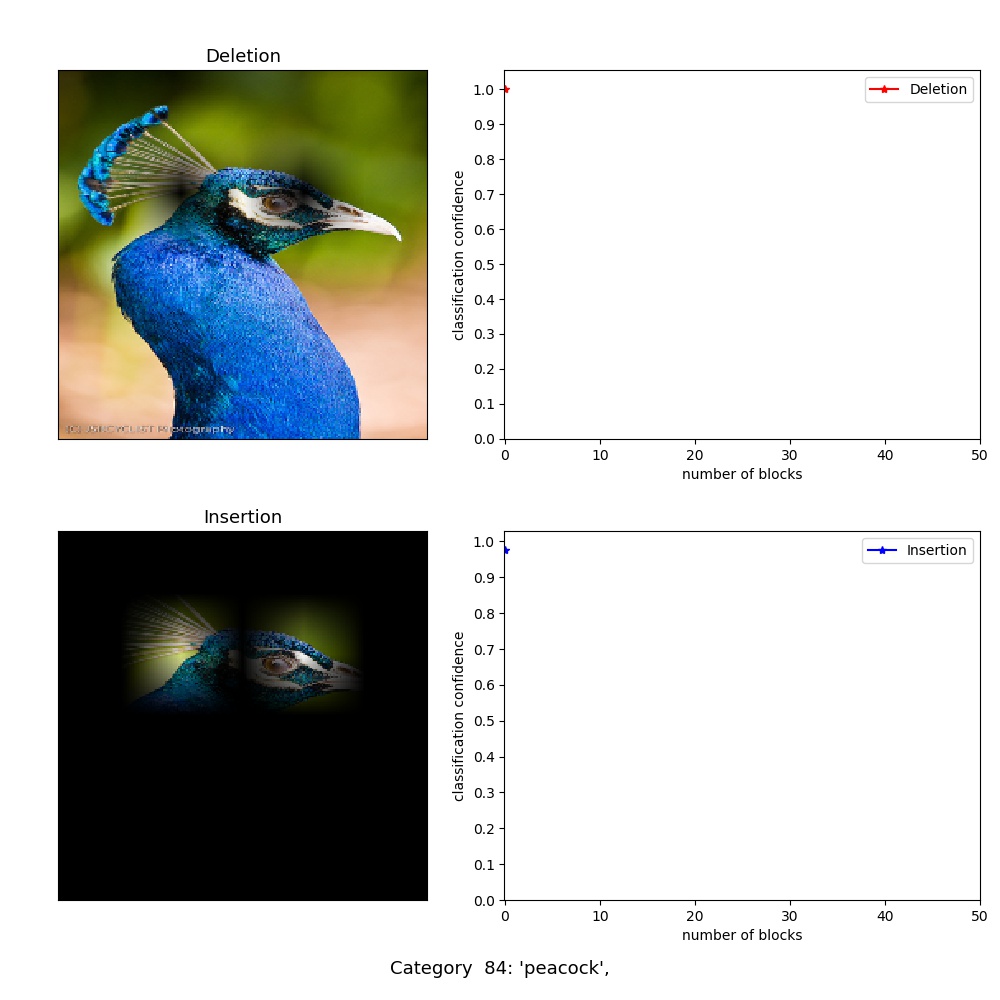 Deletion
1.0
0.9
0.8
0.7
0.6
0.5
0.4
0.3
0.2
0.1
0.0
classification confidence
Deletion
0 10 20 30 40 50
number of blocks
Insertion
1.0
0.9
0.8
0.7
0.6
0.5
0.4
0.3
0.2
0.1
0.0
classification confidence
Insertion
0 10 20 30 40 50
number of blocks
Category  84: 'peacock',